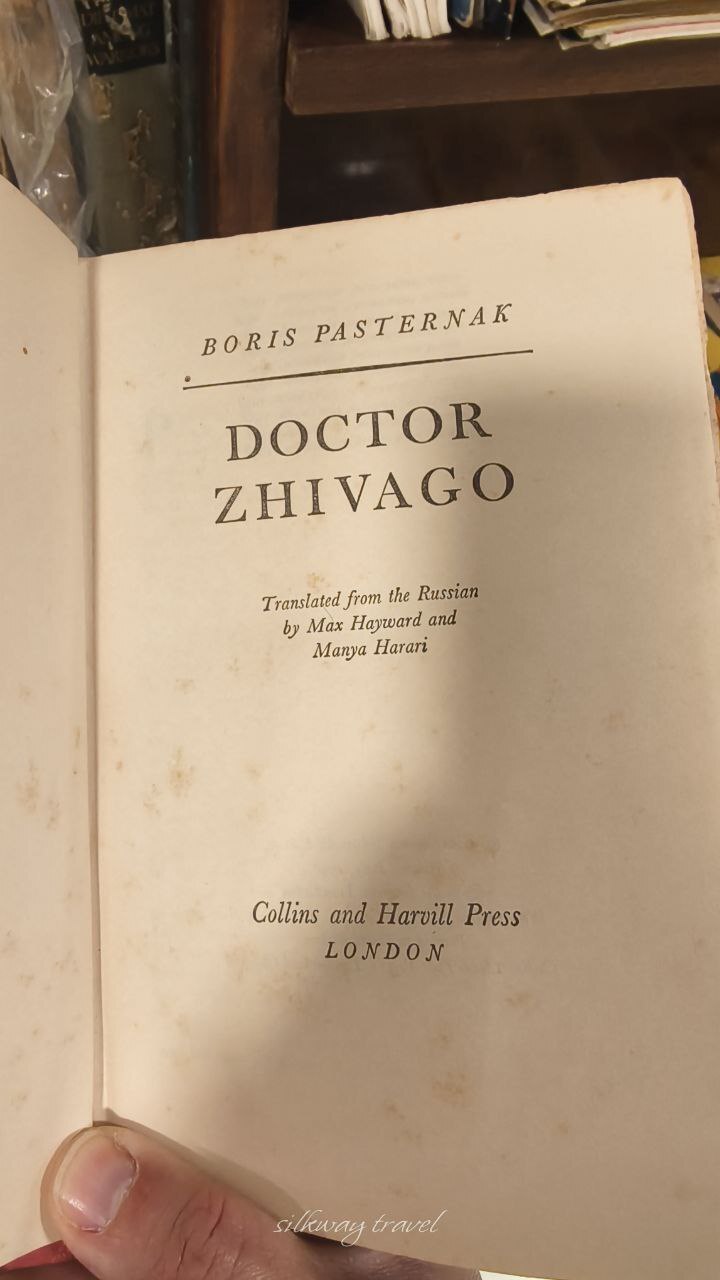 BORIS PASTERNAK
DOCTOR
ZHIVAGO
Translated from the Russian
by Max Hayward and
Manya Harari
Collins and Harvill Press
LONDON
silkway travel